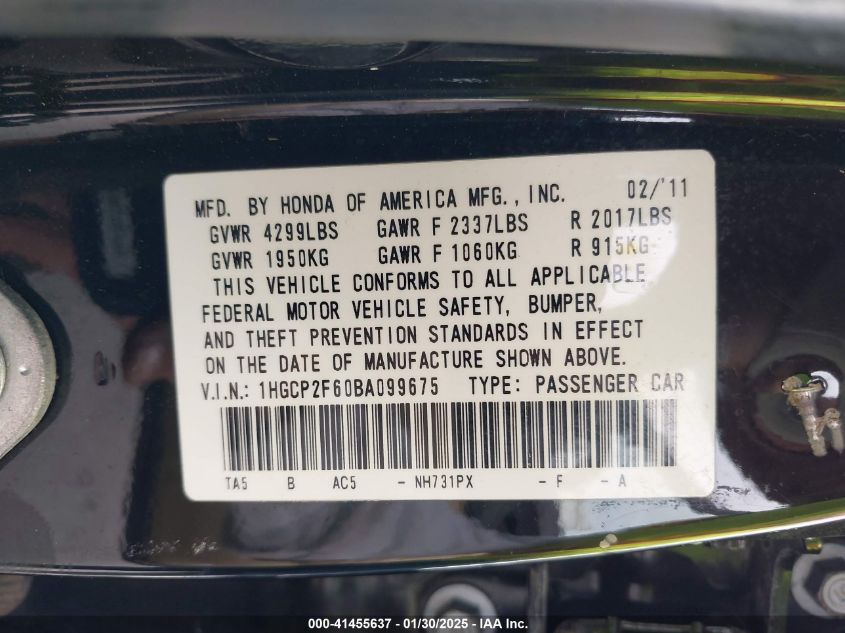 MFD. BY HONDA OF AMERICA MFG., INC. 02/'11
GVWR 4299LBS GAWR F 2337LBS R 2017LBS
GVWR 1950KG GAWR F 1060KG R 915KG
THIS VEHICLE CONFORMS TO ALL APPLICABLE
FEDERAL MOTOR VEHICLE SAFETY, BUMPER,
AND THEFT PREVENTION STANDARDS IN EFFECT
ON THE DATE OF MANUFACTURE SHOWN ABOVE.
V.I.N.: 1HGCP2F60BA099675 TYPE: PASSENGER CAR
TA5 B AC5 - NH731PX - F - A
000-41455637 / 01/30/2025 - IAA Inc.